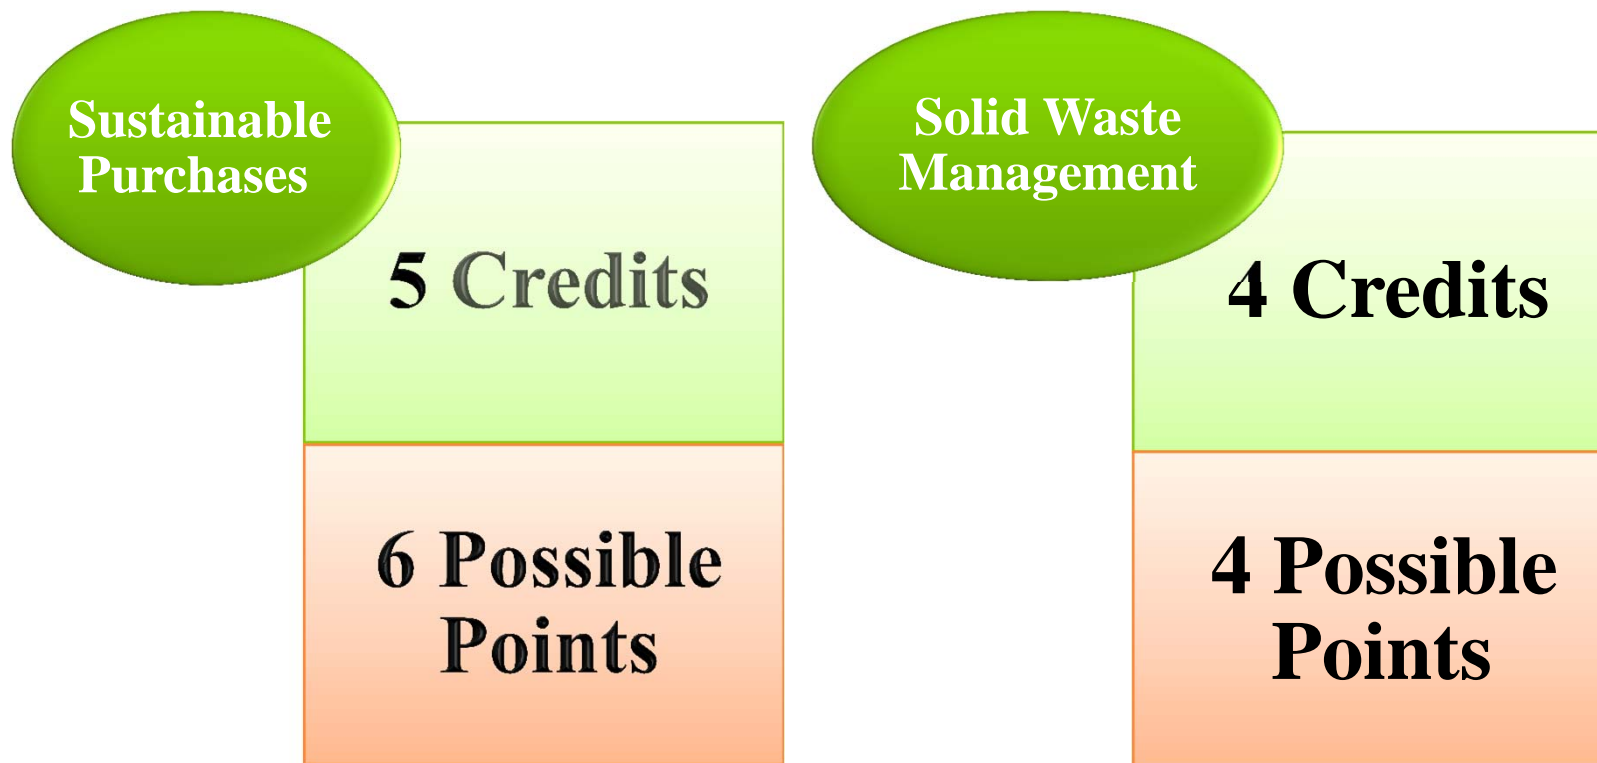 Sustainable
Purchases
5 Credits
6 Possible
Points
Solid Waste
Management
4 Credits
4 Possible
Points